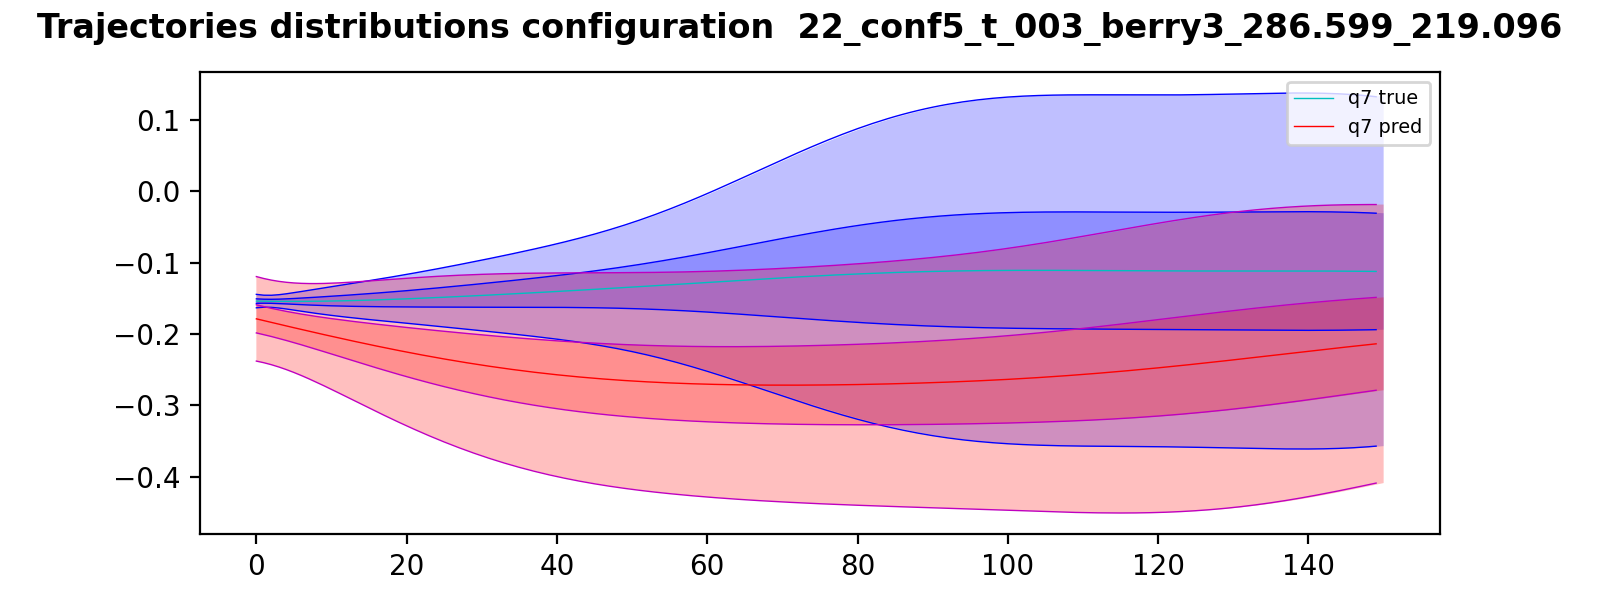 Trajectories distributions configuration  22_conf5_t_003_berry3_286.599_219.096
q7 true
q7 pred
0.1
0.0
−0.1
−0.2
−0.3
−0.4
0 20 40 60 80 100 120 140